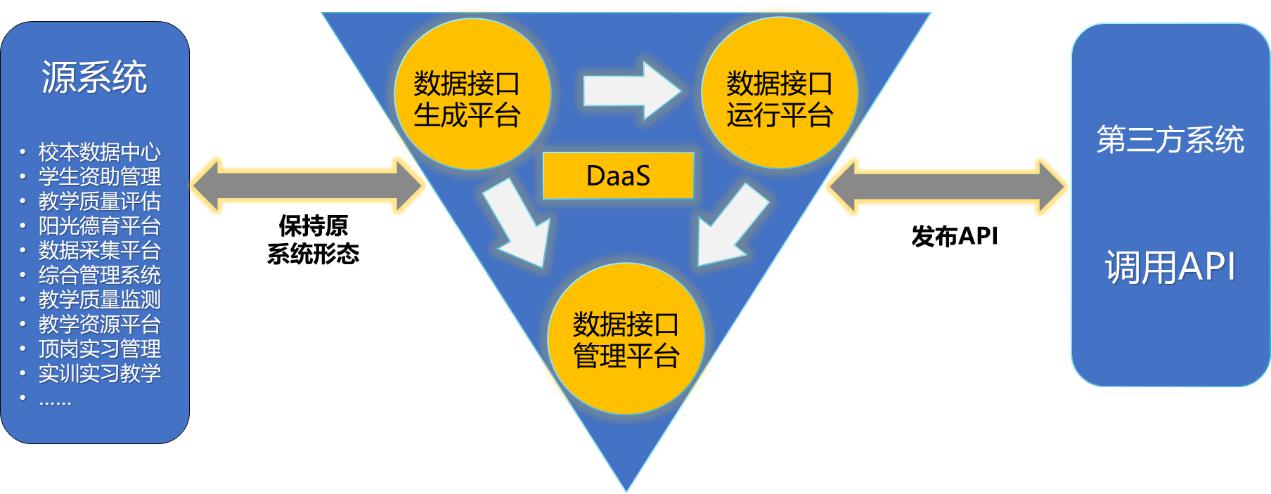 源系统
• 校本数据中心
• 学生资助管理
• 教学质量评估
• 阳光德育平台
• 数据采集平台
• 综合管理系统
• 教学质量监测
• 教学资源平台
• 顶岗实习管理
• 实训实习教学
• ......
保持原
系统形态
数据接口
生成平台
数据接口
运行平台
DaaS
数据接口
管理平台
发布API
第三方系统
调用API